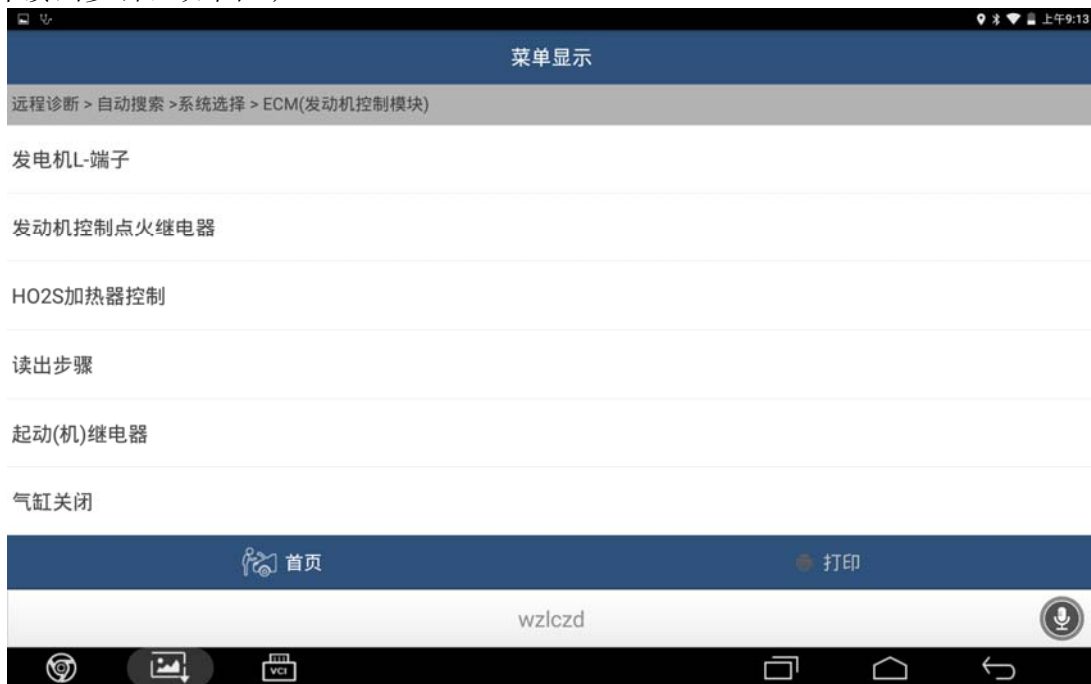 上午9:13
菜单显示
远程诊断 > 自动搜索 >系统选择 > ECM(发动机控制模块)
发电机L-端子
发动机控制点火继电器
HO2S加热器控制
读出步骤
起动(机)继电器
气缸关闭
首页 打印
wzlczd
VCI